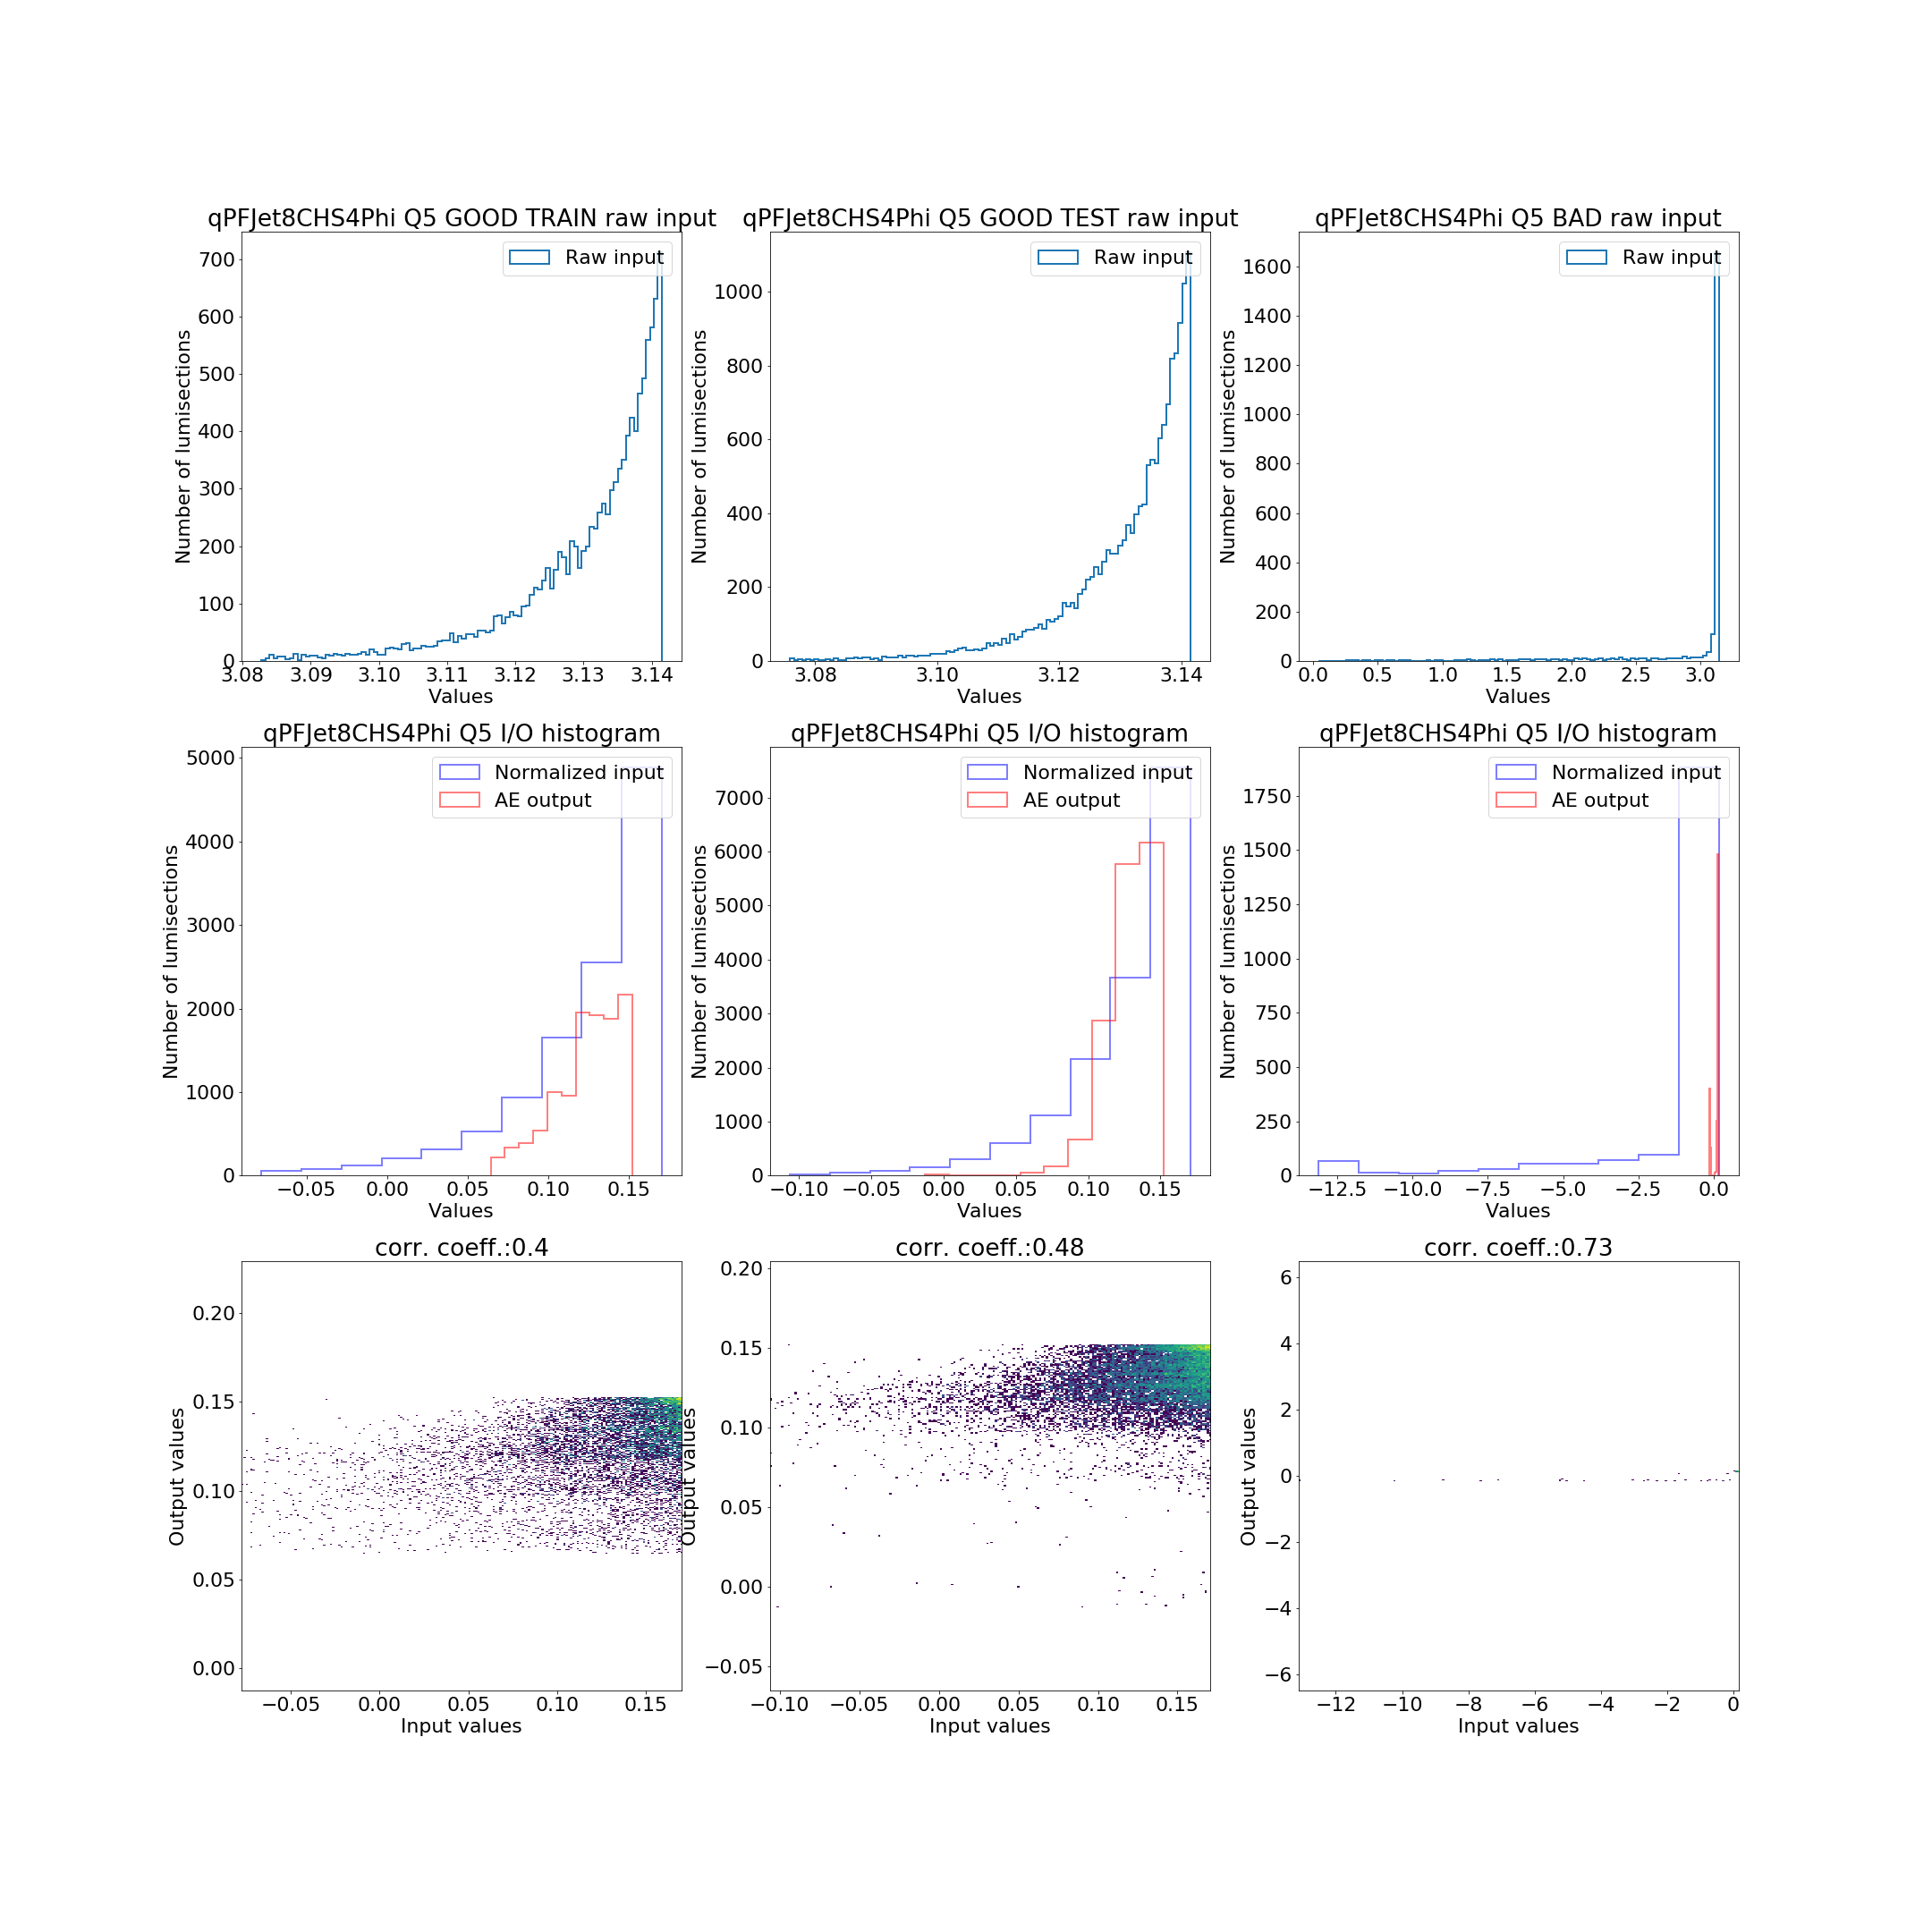 qPFJet8CHS4Phi Q5 GOOD TRAIN raw input
Raw input
Number of lumisections
700
600
500
400
300
200
100
0
3.08 3.09 3.10 3.11 3.12 3.13 3.14
Values
qPFJet8CHS4Phi Q5 GOOD TEST raw input
Raw input
Number of lumisections
1000
800
600
400
200
0
3.08 3.10 3.12 3.14
Values
qPFJet8CHS4Phi Q5 BAD raw input
Raw input
Number of lumisections
1600
1400
1200
1000
800
600
400
200
0
0.0 0.5 1.0 1.5 2.0 2.5 3.0
Values
qPFJet8CHS4Phi Q5 I/O histogram
Normalized input
AE output
Number of lumisections
5000
4000
3000
2000
1000
0
−0.05 0.00 0.05 0.10 0.15
Values
qPFJet8CHS4Phi Q5 I/O histogram
Normalized input
AE output
Number of lumisections
7000
6000
5000
4000
3000
2000
1000
0
−0.10 −0.05 0.00 0.05 0.10 0.15
Values
qPFJet8CHS4Phi Q5 I/O histogram
Normalized input
AE output
Number of lumisections
1750
1500
1250
1000
750
500
250
0
−12.5 −10.0 −7.5 −5.0 −2.5 0.0
Values
corr. coeff.:0.4
Output values
0.20
0.15
0.10
0.05
0.00
−0.05 0.00 0.05 0.10 0.15
Input values
corr. coeff.:0.48
Output values
0.20
0.15
0.10
0.05
0.00
−0.05
−0.10 −0.05 0.00 0.05 0.10 0.15
Input values
corr. coeff.:0.73
Output values
6
4
2
0
−2
−4
−6
−12 −10 −8 −6 −4 −2 0
Input values